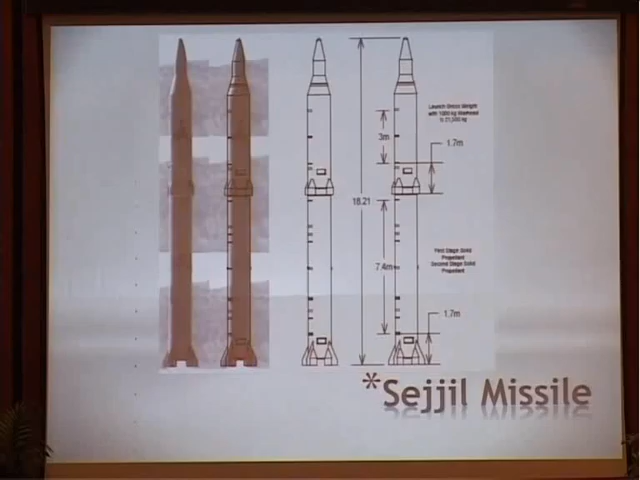 Launch Gross Weight
with 1000 kg Warhead
is 21,500 kg
3m
1.7m
18.21
7.4m
First Stage Solid
Propellant
Second Stage Solid
Propellant
1.7m
*Sejjil Missile